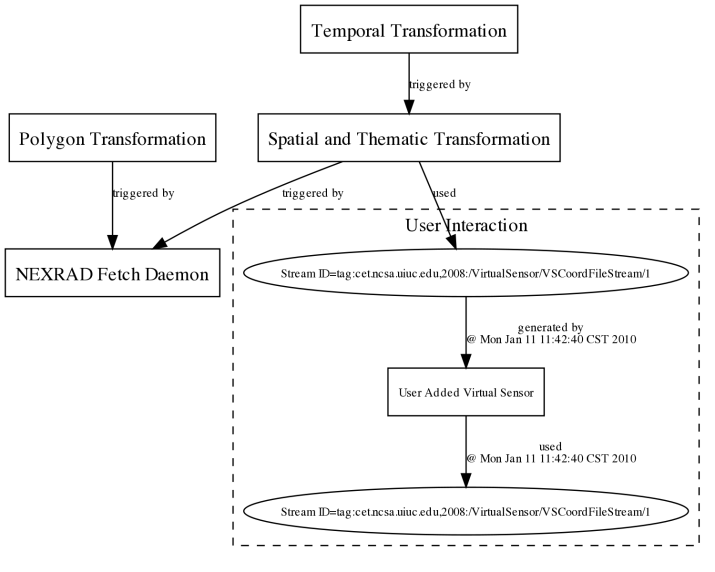 Temporal Transformation
triggered by
Polygon Transformation
Spatial and Thematic Transformation
triggered by
triggered by
used
User Interaction
NEXRAD Fetch Daemon
Stream ID=tag:cet.ncsa.uiuc.edu,2008:/VirtualSensor/VSCoordFileStream/1
generated by
@ Mon Jan 11 11:42:40 CST 2010
User Added Virtual Sensor
used
@ Mon Jan 11 11:42:40 CST 2010
Stream ID=tag:cet.ncsa.uiuc.edu,2008:/VirtualSensor/VSCoordFileStream/1